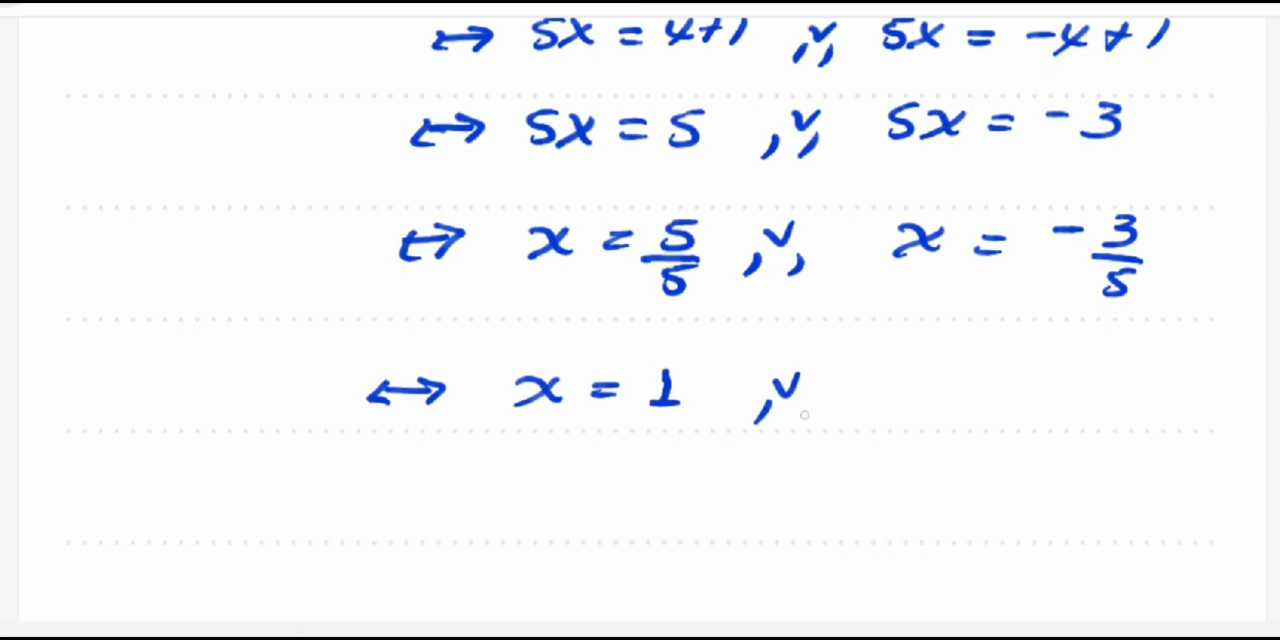 ↔ 5x = 4+1 ,v, 5x = -4+1
↔ 5x = 5 ,v, 5x = -3
↔ x = 5/5 ,v, x = -3/5
↔ x = 1 ,v